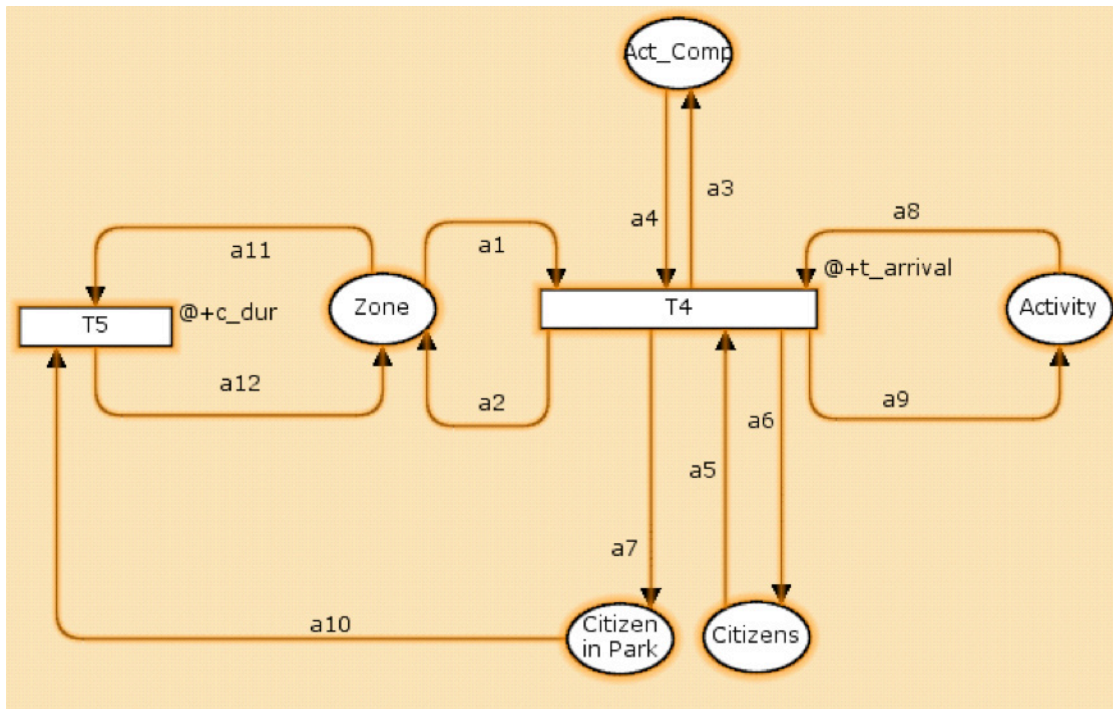 Act_Comp
a3
a4
a8
a11
a1
@+t_arrival
T5
@+c_dur
Zone
T4
Activity
a12
a2
a6
a9
a5
a7
a10
Citizen
in Park
Citizens